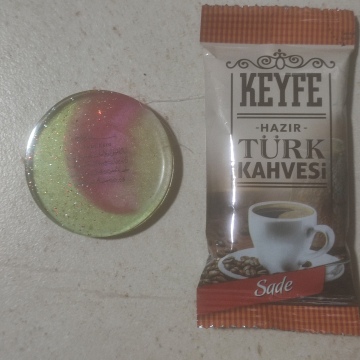 KEYFE
- HAZIR -
TÜRK
KAHVESİ
Sade